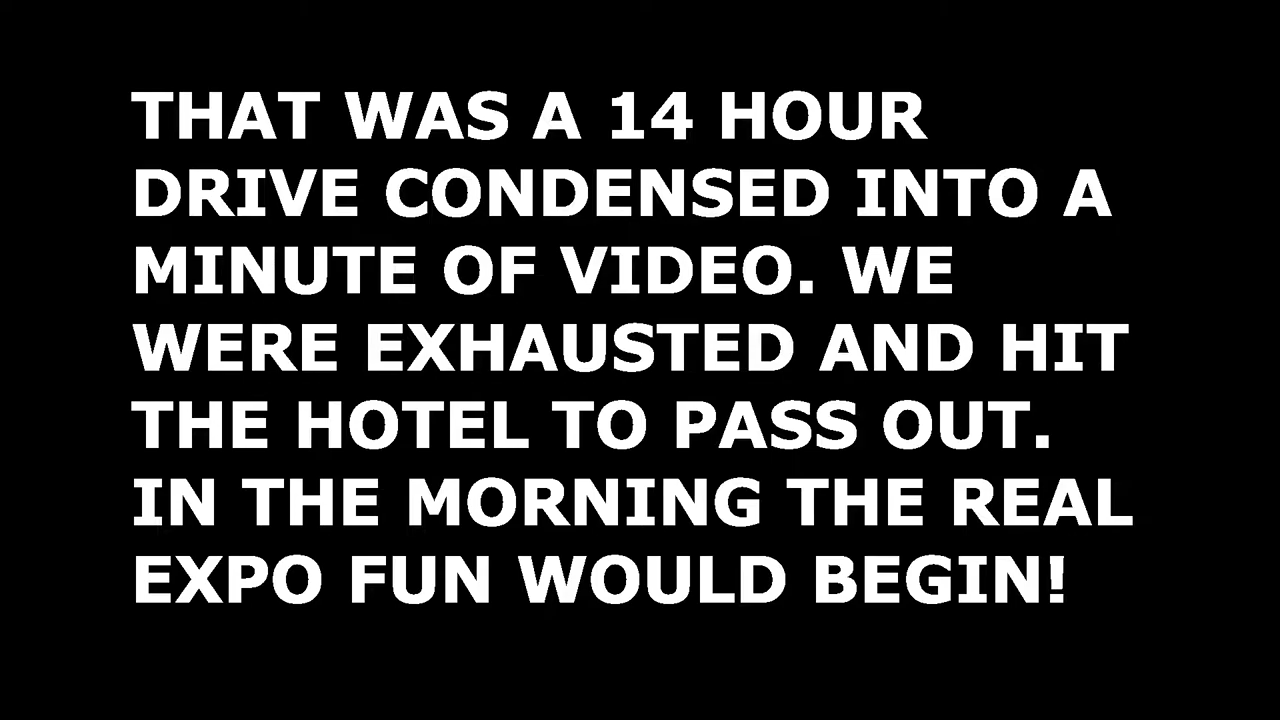 THAT WAS A 14 HOUR
DRIVE CONDENSED INTO A
MINUTE OF VIDEO. WE
WERE EXHAUSTED AND HIT
THE HOTEL TO PASS OUT.
IN THE MORNING THE REAL
EXPO FUN WOULD BEGIN!